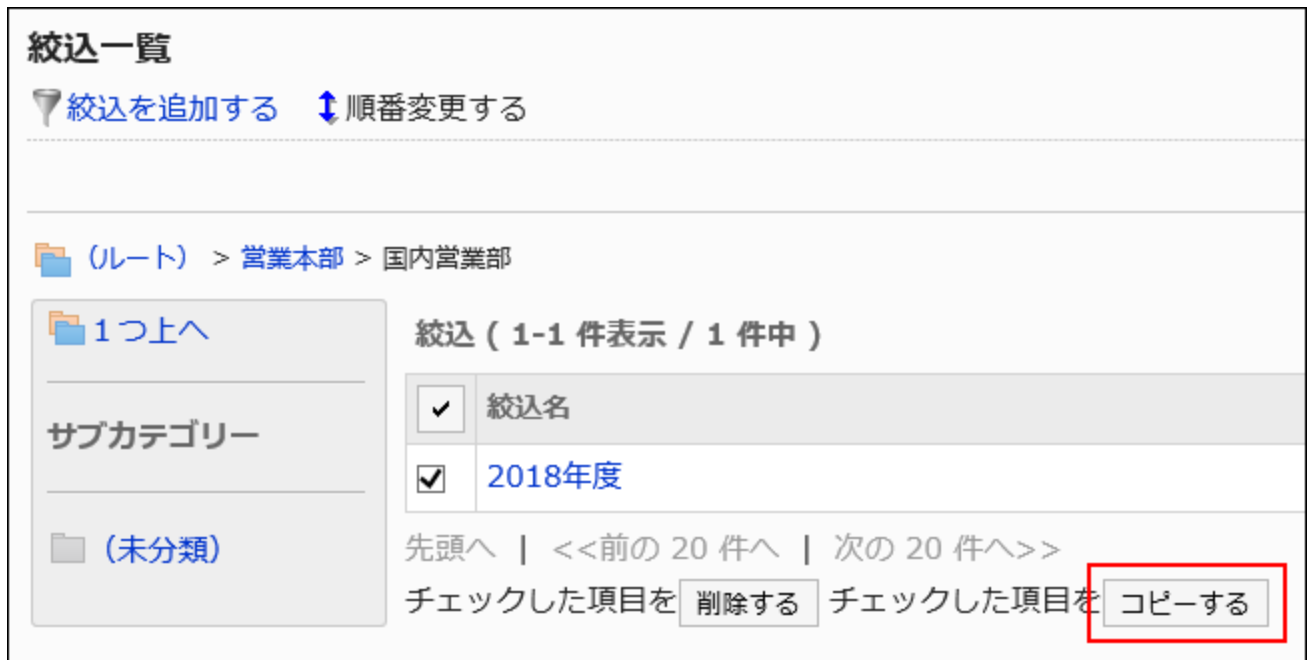 絞込一覧
絞込を追加する 順番変更する
（ルート） > 営業本部 > 国内営業部
１つ上へ
サブカテゴリー
（未分類）
絞込 ( 1-1 件表示 / 1 件中 )
絞込名
2018年度
先頭へ | <<前の 20 件へ | 次の 20 件へ>>
チェックした項目を 削除する チェックした項目を コピーする